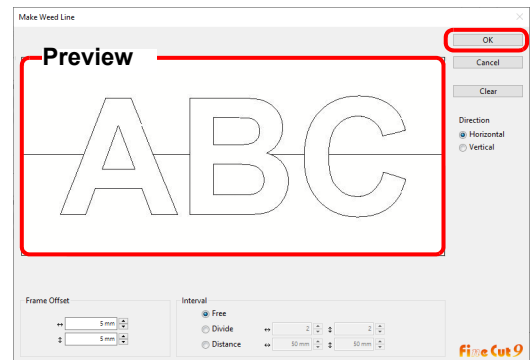 Make Weed Line
Preview
ABC
OK
Cancel
Clear
Direction
Horizontal
Vertical
Frame Offset
↔ 5 mm
↕ 5 mm
Interval
Free
Divide ↔ 2 ↕ 2
Distance ↔ 50 mm ↕ 50 mm
Fine Cut 9